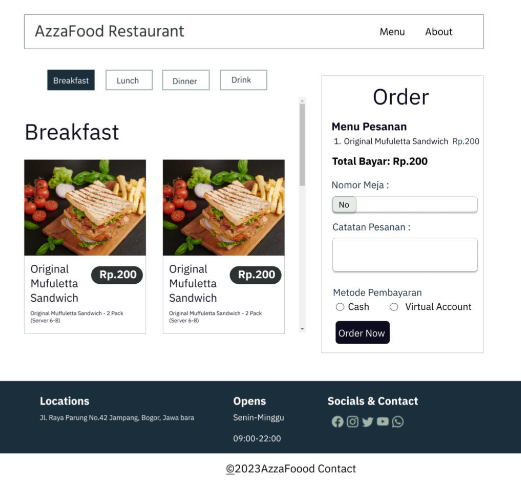 AzzaFood Restaurant
Menu
About
Breakfast
Lunch
Dinner
Drink
Breakfast
Original
Mufuletta
Sandwich
Rp.200
Original Muffuletta Sandwich - 2 Pack
(Server 6-8)
Original
Mufuletta
Sandwich
Rp.200
Original Muffuletta Sandwich - 2 Pack
(Server 6-8)
Order
Menu Pesanan
1. Original Mufuletta Sandwich Rp.200
Total Bayar: Rp.200
Nomor Meja :
No
Catatan Pesanan :
Metode Pembayaran
Cash
Virtual Account
Order Now
Locations
Jl. Raya Parung No.42 Jampang, Bogor, Jawa bara
Opens
Senin-Minggu
09:00-22:00
Socials & Contact
©2023AzzaFoood Contact